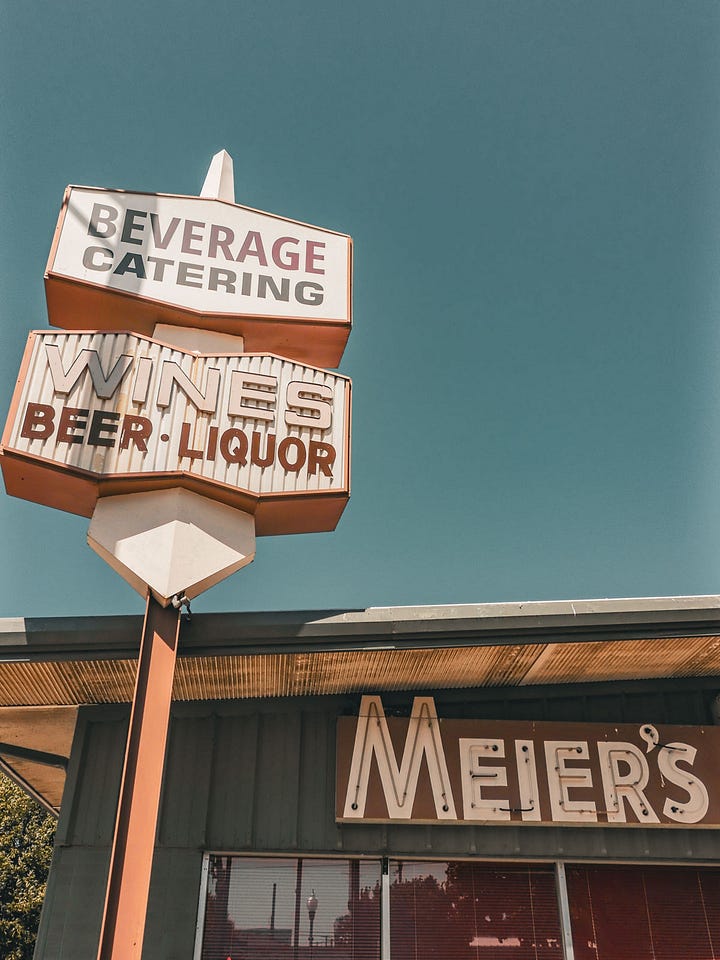 BEVERAGE
CATERING
WINES
BEER · LIQUOR
MEIER'S